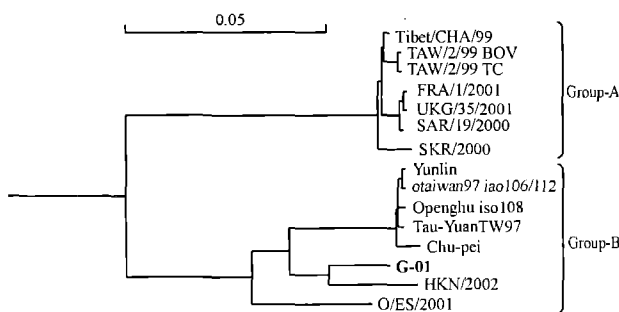 0.05
Tibet/CHA/99
TAW/2/99 BOV
TAW/2/99 TC
FRA/1/2001
UKG/35/2001
SAR/19/2000
SKR/2000
Group-A
Yunlin
otaiwan97 iao106/112
Openghu iso108
Tau-YuanTW97
Chu-pei
G-01
HKN/2002
O/ES/2001
Group-B